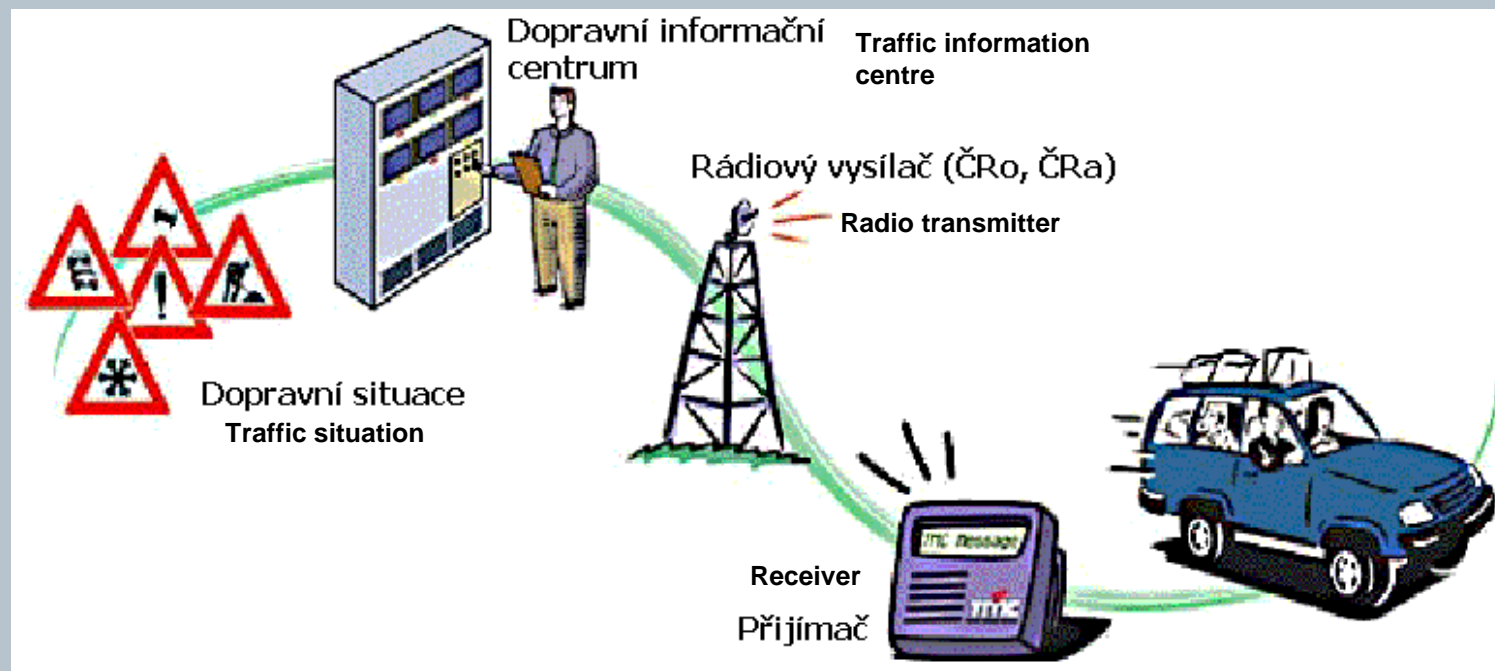 Dopravní informační
centrum
Traffic information
centre
Rádiový vysílač (ČRo, ČRa)
Radio transmitter
Dopravní situace
Traffic situation
TMC message
Receiver
TMC
Přijímač